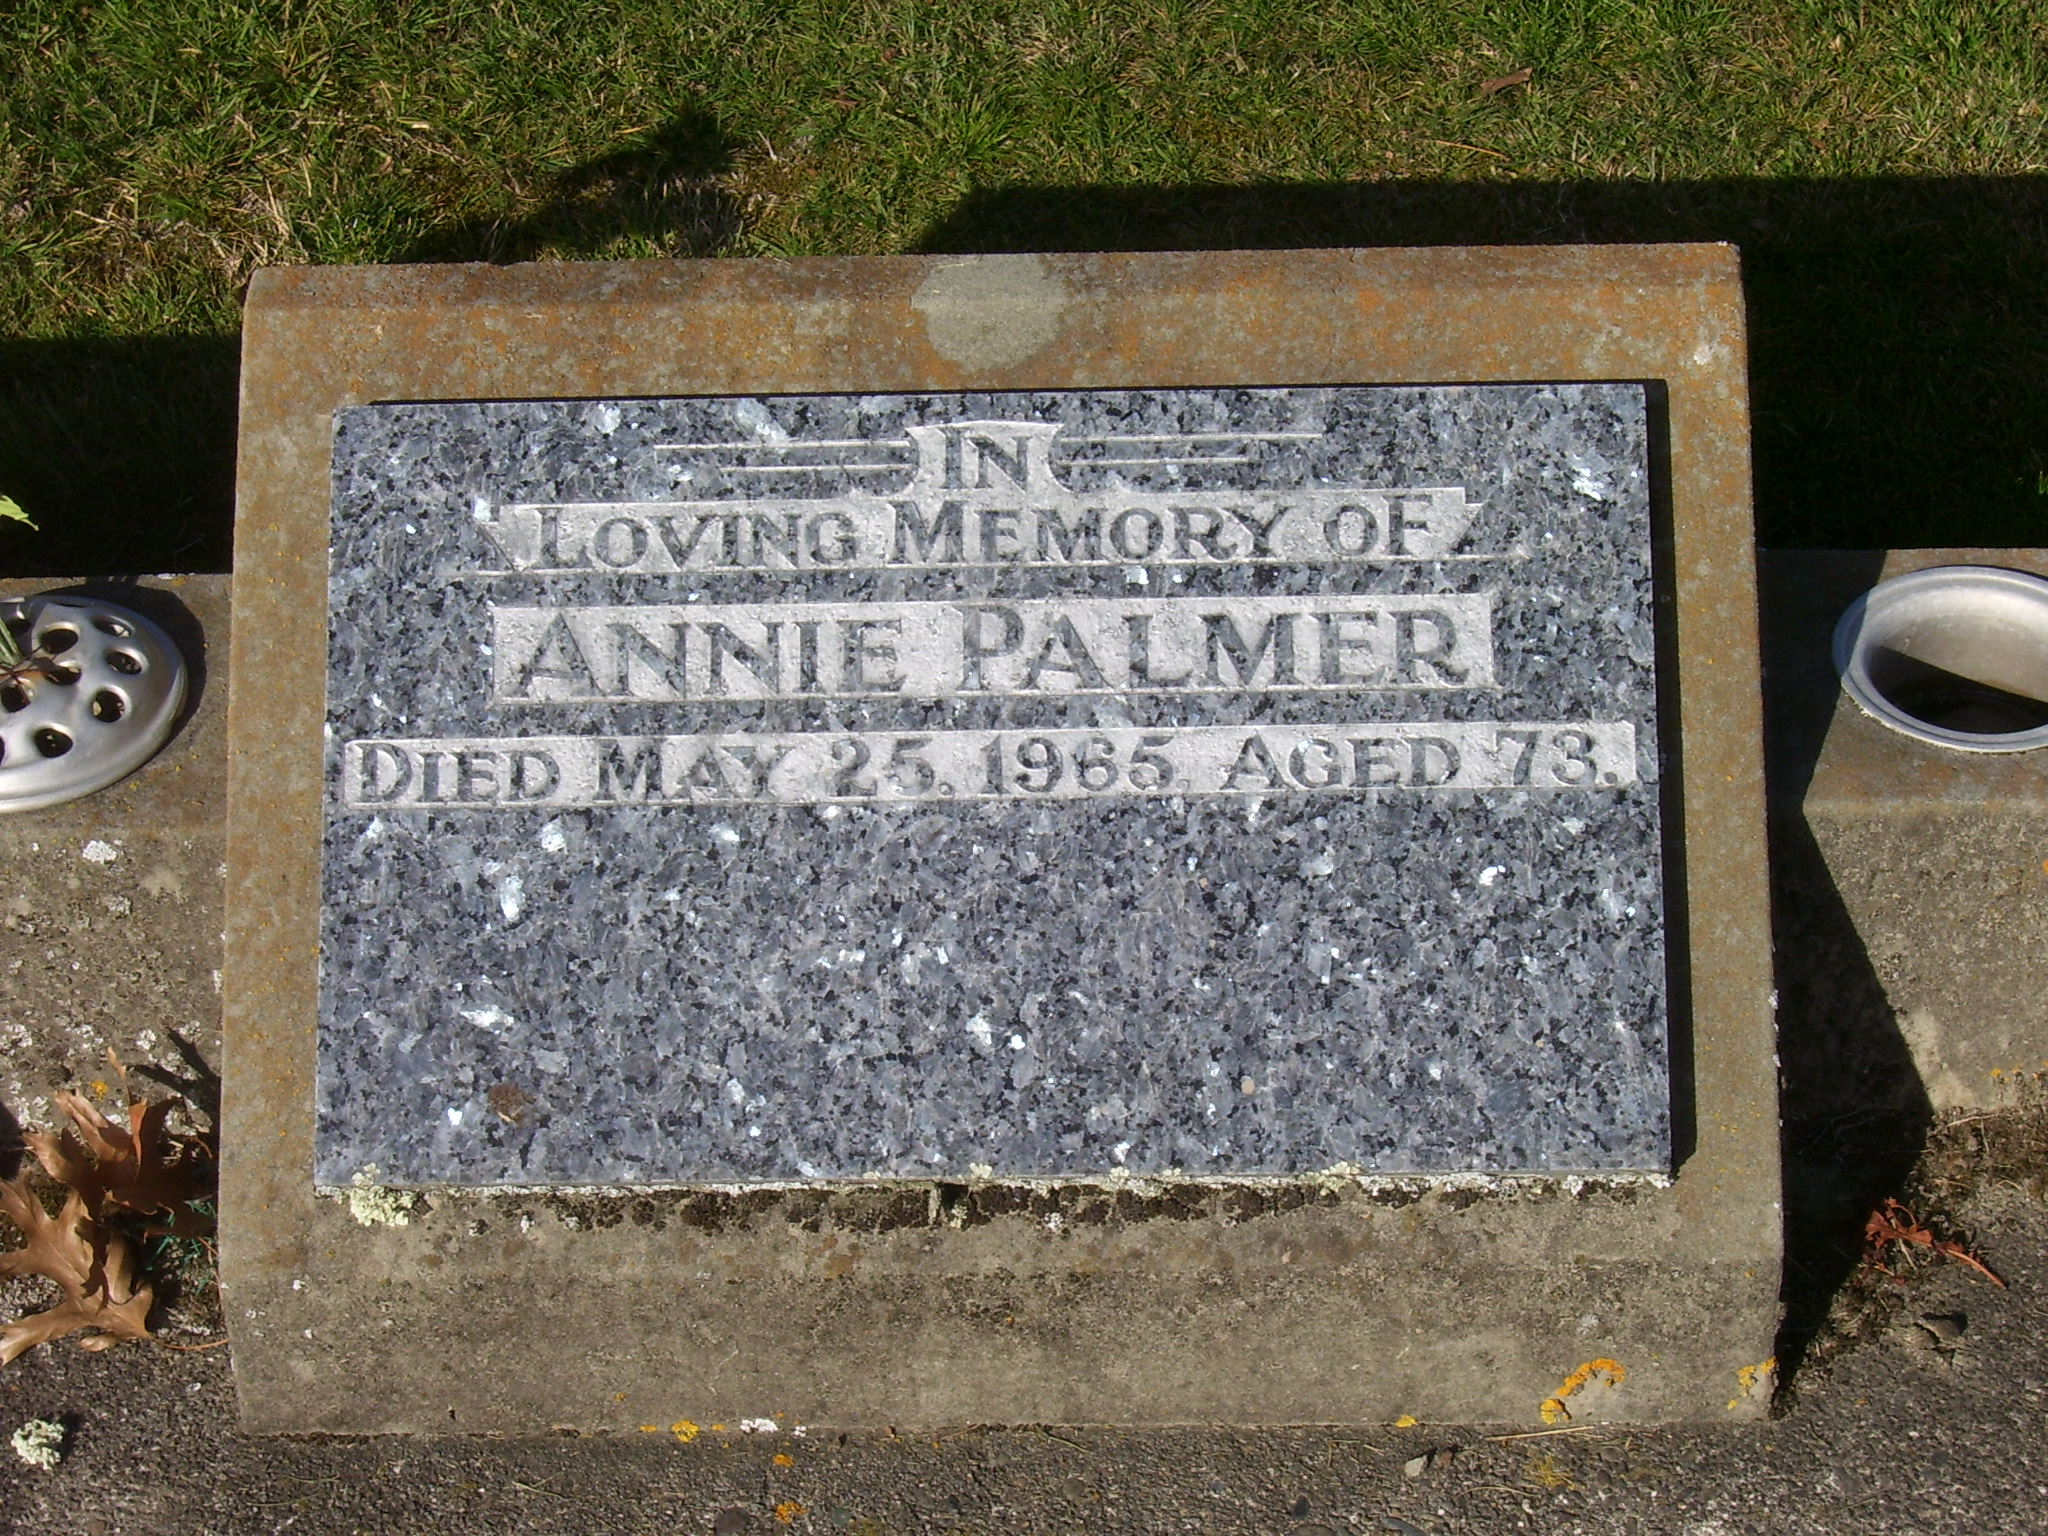 IN
LOVING MEMORY OF
ANNIE PALMER
DIED MAY 25, 1965, AGED 73.